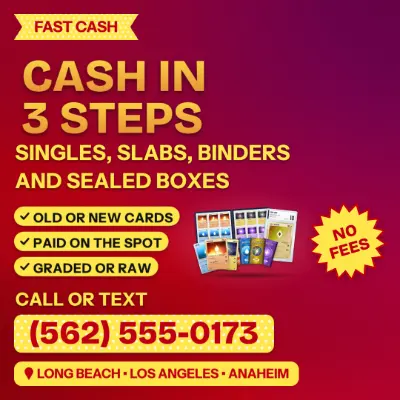 FAST CASH
CASH IN
3 STEPS
SINGLES, SLABS, BINDERS
AND SEALED BOXES
OLD OR NEW CARDS
PAID ON THE SPOT
GRADED OR RAW
NO
FEES
CALL OR TEXT
(562) 555-0173
LONG BEACH • LOS ANGELES • ANAHEIM